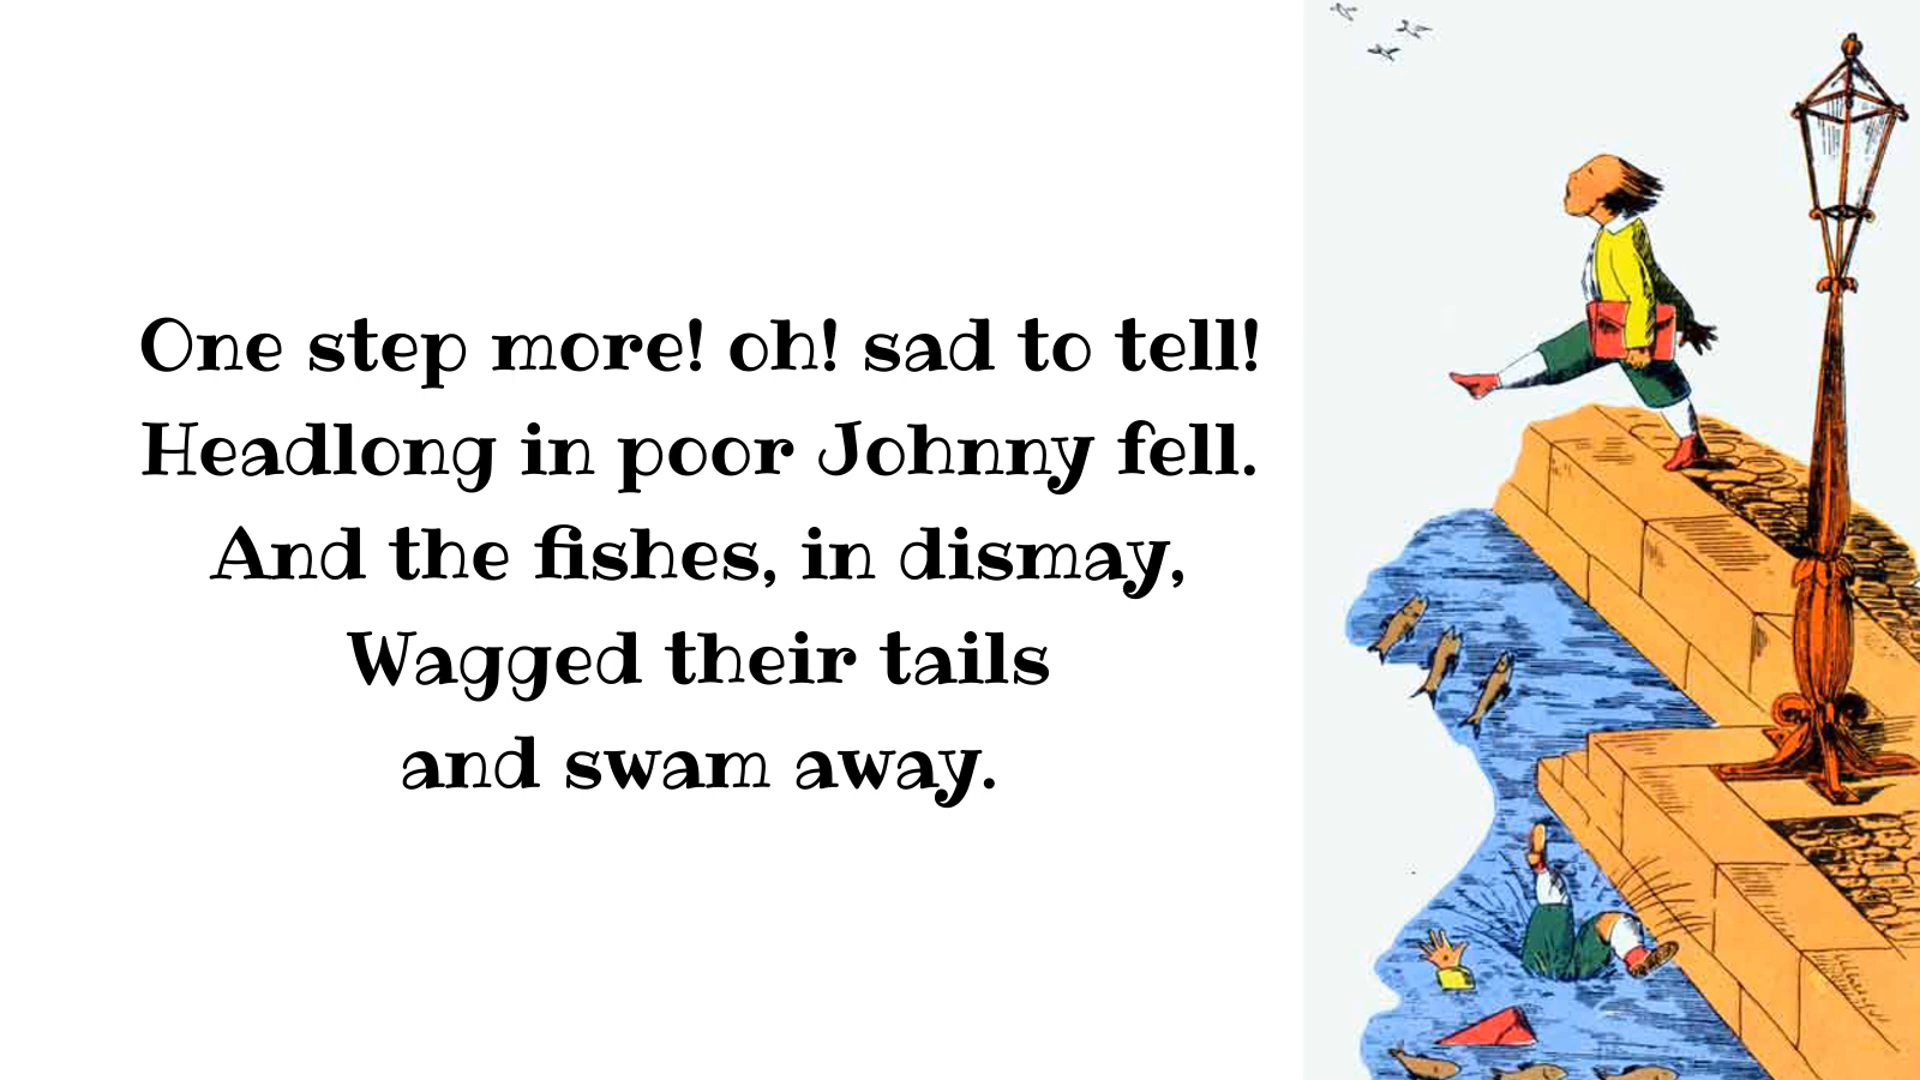 One step more! oh! sad to tell!
Headlong in poor Johnny fell.
And the fishes, in dismay,
Wagged their tails
and swam away.